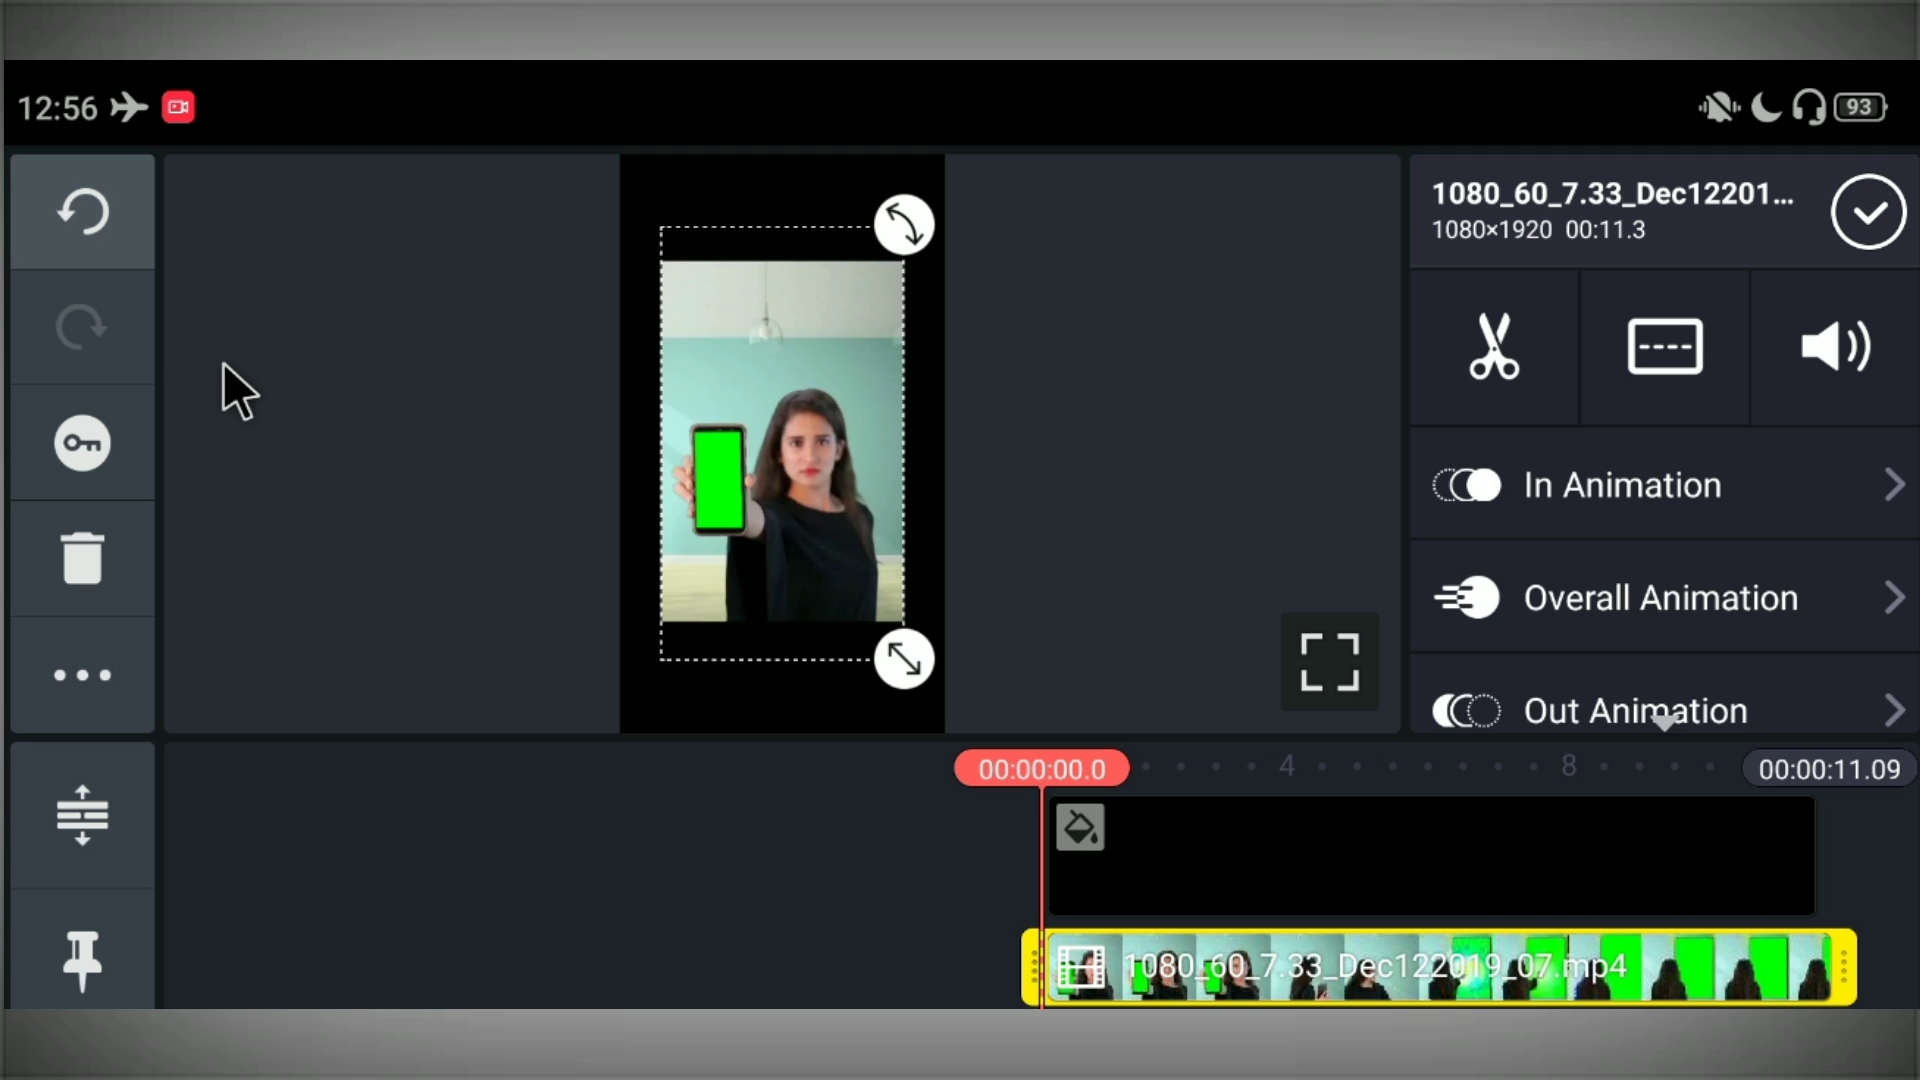 12:56
93
1080_60_7.33_Dec12201...
1080×1920 00:11.3
In Animation
Overall Animation
Out Animation
00:00:00.0
4
8
00:00:11.09
1080_60_7.33_Dec122019_07.mp4